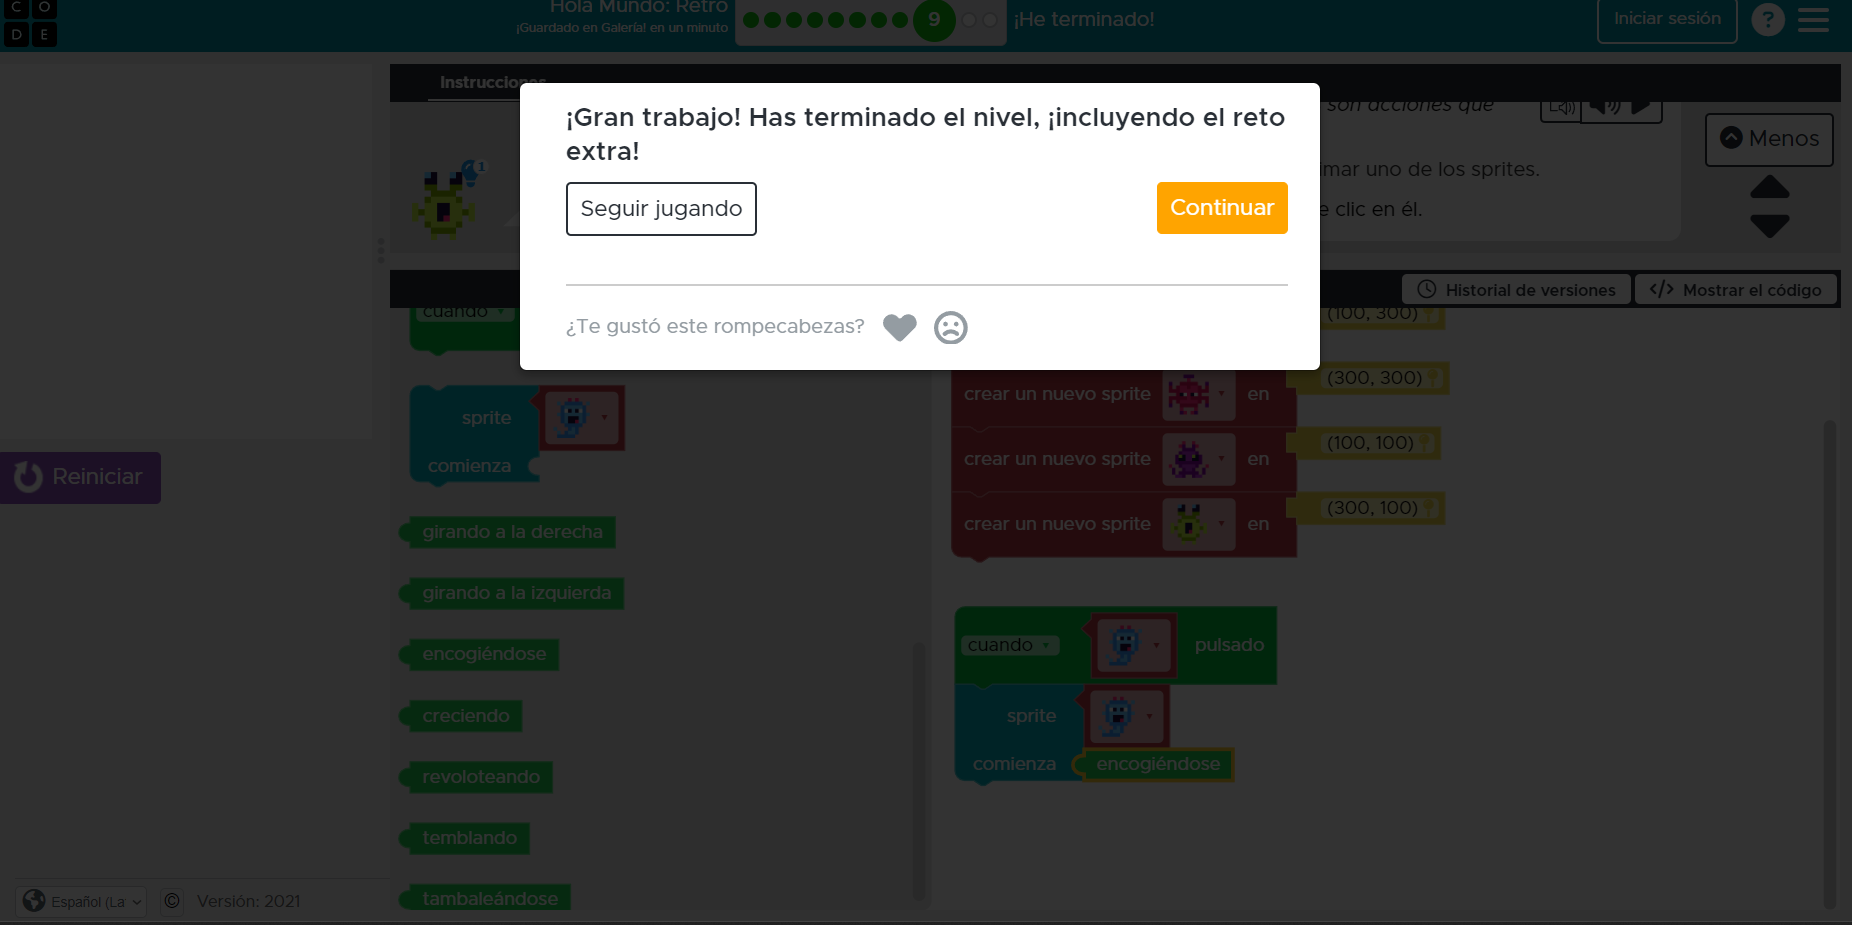 C O
D E
Hola Mundo: Retro
¡Guardado en Galería! en un minuto
9
¡He terminado!
Iniciar sesión
?
Instrucciones
son acciones que
Menos
1
imar uno de los sprites.
e clic en él.
¡Gran trabajo! Has terminado el nivel, ¡incluyendo el reto
extra!
Seguir jugando
Continuar
¿Te gustó este rompecabezas?
Historial de versiones
</> Mostrar el código
cuando
(100, 300)
crear un nuevo sprite en (300, 300)
crear un nuevo sprite en (100, 100)
crear un nuevo sprite en (300, 100)
sprite
comienza
Reiniciar
girando a la derecha
girando a la izquierda
encogiéndose
creciendo
revoloteando
temblando
tambaleándose
cuando pulsado
sprite
comienza encogiéndose
Español (La
© Versión: 2021